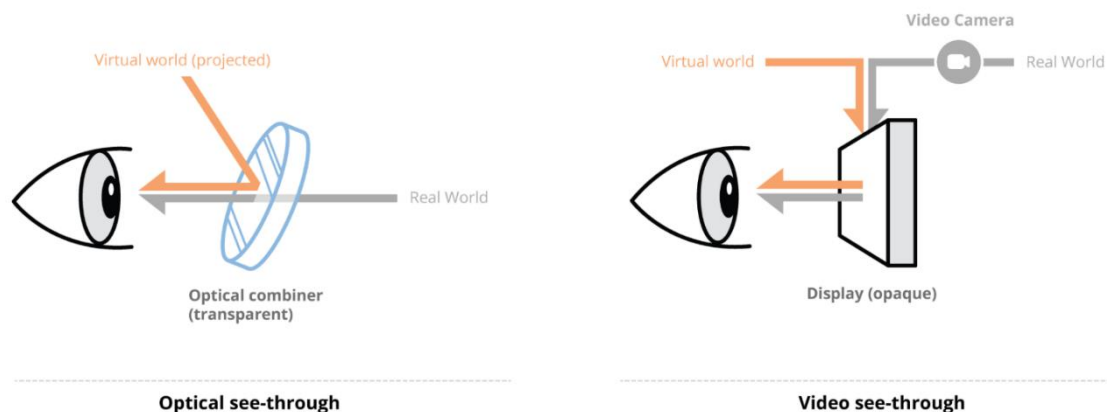 Virtual world (projected)
Real World
Optical combiner
(transparent)
Optical see-through
Video Camera
Virtual world
Real World
Display (opaque)
Video see-through